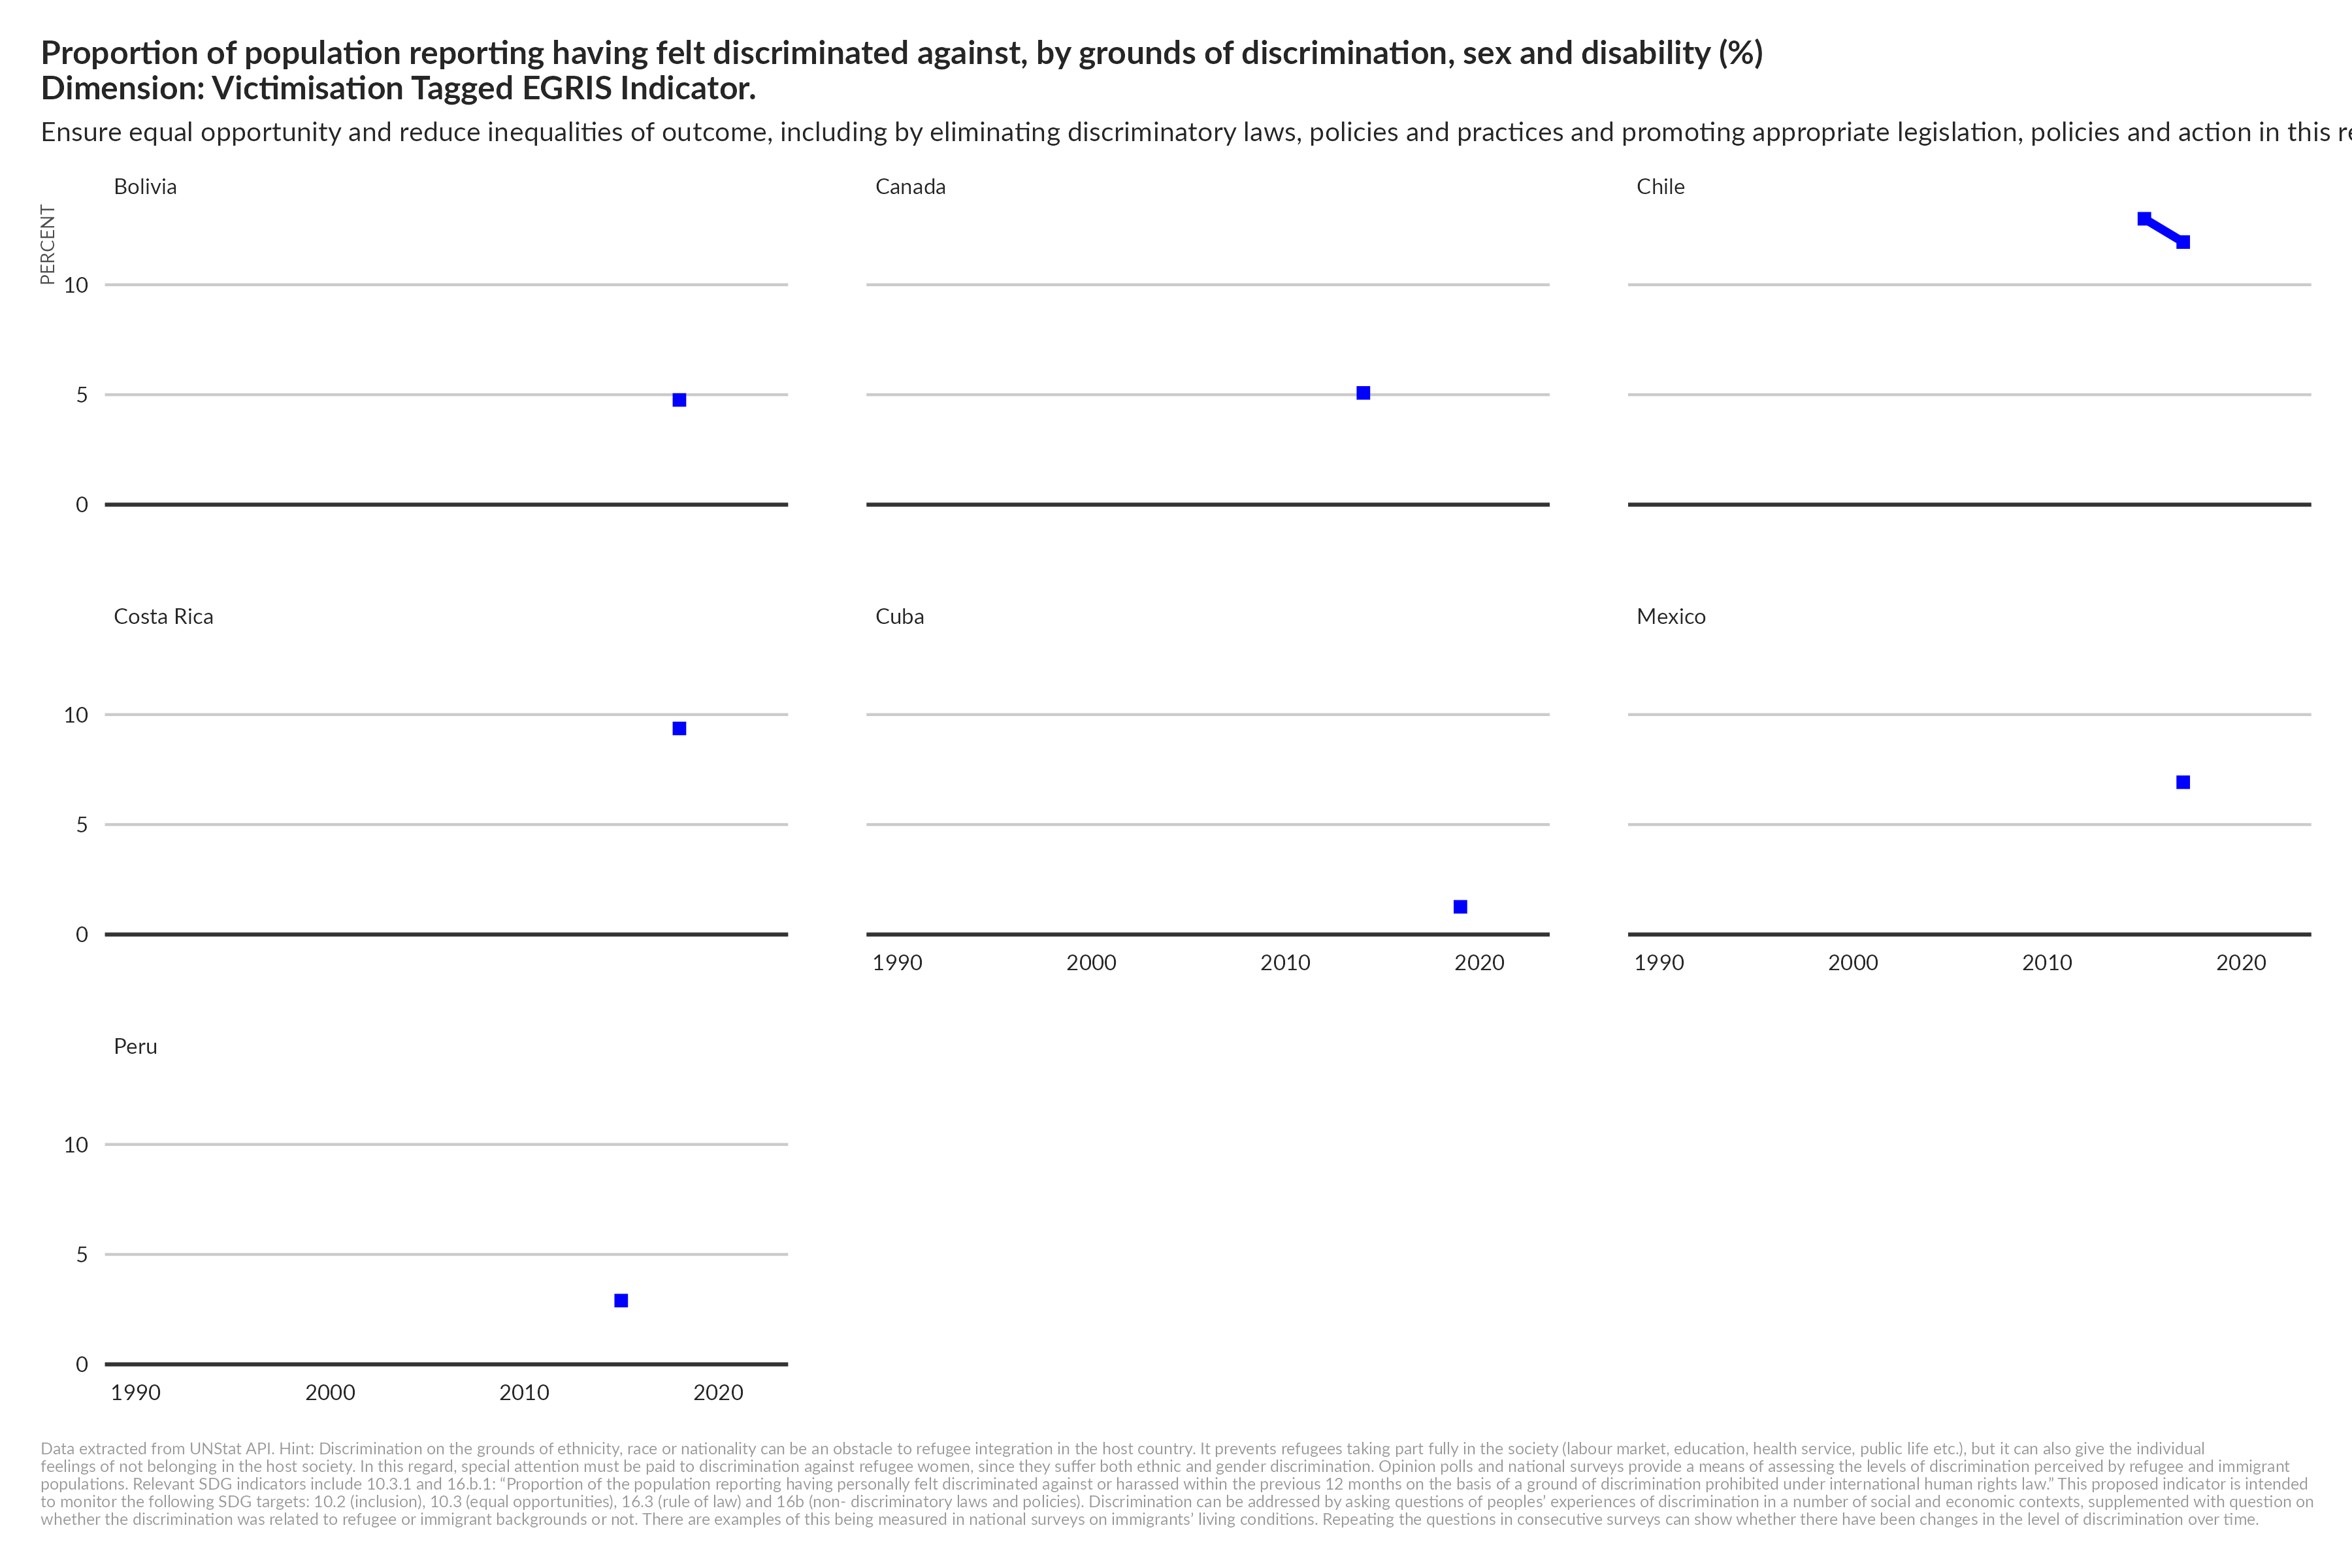 Proportion of population reporting having felt discriminated against, by grounds of discrimination, sex and disability (%)
Dimension: Victimisation Tagged EGRIS Indicator.
Ensure equal opportunity and reduce inequalities of outcome, including by eliminating discriminatory laws, policies and practices and promoting appropriate legislation, policies and action in this
Bolivia
Canada
Chile
PERCENT
10
5
0
Costa Rica
Cuba
Mexico
10
5
0
1990 2000 2010 2020
1990 2000 2010 2020
Peru
10
5
0
1990 2000 2010 2020
Data extracted from UNStat API. Hint: Discrimination on the grounds of ethnicity, race or nationality can be an obstacle to refugee integration in the host country. It prevents refugees taking part fully in the society (labour market, education, health service, public life etc.), but it can also give the individual
feelings of not belonging in the host society. In this regard, special attention must be paid to discrimination against refugee women, since they suffer both ethnic and gender discrimination. Opinion polls and national surveys provide a means of assessing the levels of discrimination perceived by refugee and immigrant
populations. Relevant SDG indicators include 10.3.1 and 16.b.1: “Proportion of the population reporting having personally felt discriminated against or harassed within the previous 12 months on the basis of a ground of discrimination prohibited under international human rights law.” This proposed indicator is intended
to monitor the following SDG targets: 10.2 (inclusion), 10.3 (equal opportunities), 16.3 (rule of law) and 16b (non- discriminatory laws and policies). Discrimination can be addressed by asking questions of peoples’ experiences of discrimination in a number of social and economic contexts, supplemented with question on
whether the discrimination was related to refugee or immigrant backgrounds or not. There are examples of this being measured in national surveys on immigrants’ living conditions. Repeating the questions in consecutive surveys can show whether there have been changes in the level of discrimination over time.